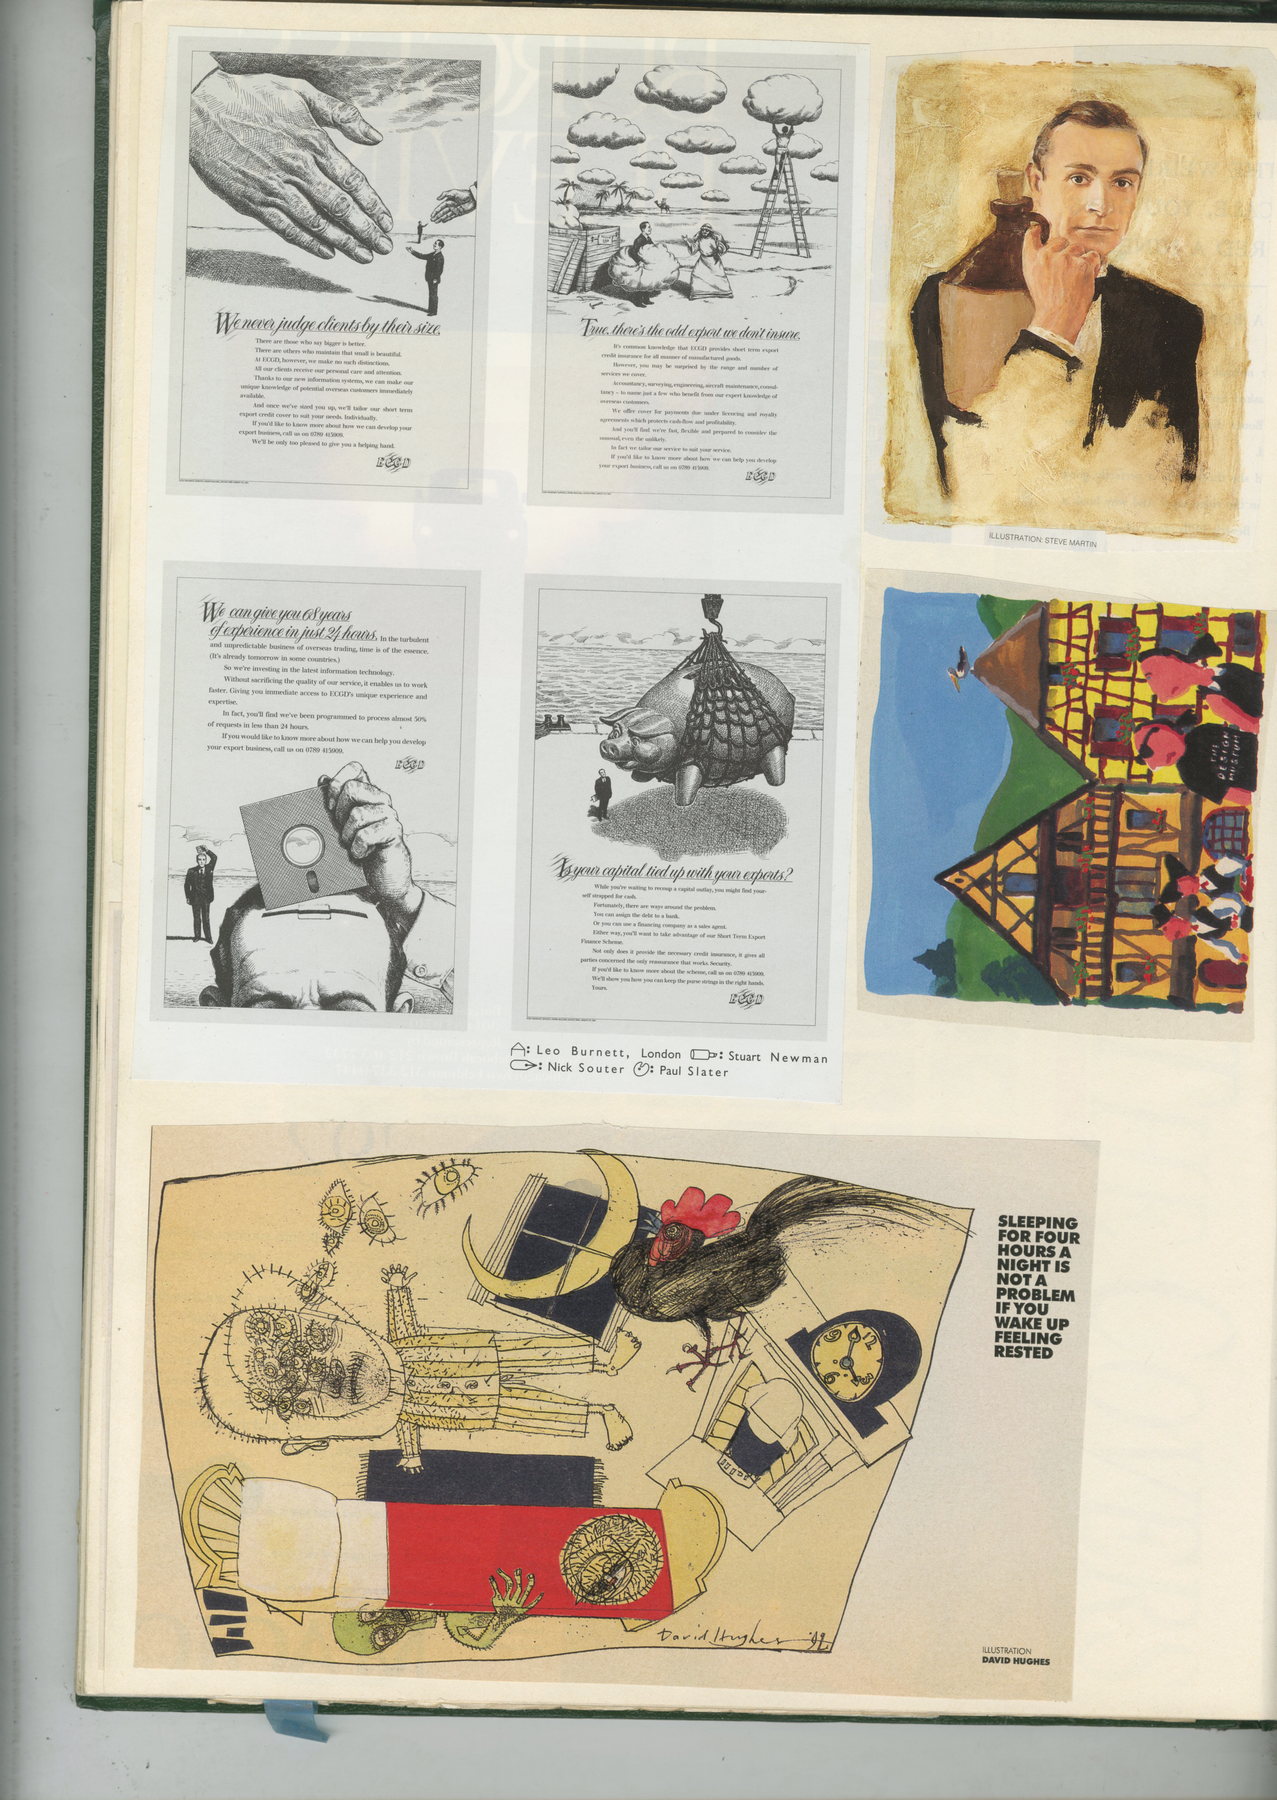 We never judge clients by their size.
There are those who say bigger is better.
There are others who maintain that small is beautiful.
At ECGD, however, we make no such distinctions.
All our clients receive our personal care and attention.
Thanks to our new information systems, we can make our
unique knowledge of potential overseas customers immediately
available.
And once we've sized you up, we'll tailor our short term
export credit cover to suit your needs. Individually.
If you'd like to know more about how we can develop your
export business, call us on 0789 415909.
We'll be only too pleased to give you a helping hand.
ECGD
True, there's the odd export we don't insure.
It's common knowledge that ECGD provides short term export
credit insurance for all manner of manufactured goods.
However, you may be surprised by the range and number of
services we cover.
Accountancy, surveying, engineering, aircraft maintenance, consul-
tancy – to name just a few who benefit from our expert knowledge of
overseas customers.
We offer cover for payments due under licencing and royalty
agreements which protects cash-flow and profitability.
And you'll find we're fast, flexible and prepared to consider the
unusual, even the unlikely.
In fact we tailor our service to suit your service.
If you'd like to know more about how we can help you develop
your export business, call us on 0789 415909.
ECGD
ILLUSTRATION: STEVE MARTIN
We can give you 68 years
of experience in just 24 hours. In the turbulent
and unpredictable business of overseas trading, time is of the essence.
(It's already tomorrow in some countries.)
So we're investing in the latest information technology.
Without sacrificing the quality of our service, it enables us to work
faster. Giving you immediate access to ECGD's unique experience and
expertise.
In fact, you'll find we've been programmed to process almost 50%
of requests in less than 24 hours.
If you would like to know more about how we can help you develop
your export business, call us on 0789 415909.
ECGD
Is your capital tied up with your exports?
While you're waiting to recoup a capital outlay, you might find your-
self strapped for cash.
Fortunately, there are ways around the problem.
You can assign the debt to a bank.
Or you can use a financing company as a sales agent.
Either way, you'll want to take advantage of our Short Term Export
Finance Scheme.
Not only does it provide the necessary credit insurance, it gives all
parties concerned the only reassurance that works. Security.
If you'd like to know more about the scheme, call us on 0789 415909.
We'll show you how you can keep the purse strings in the right hands.
Yours.
ECGD
THE
DESIGN
MUSEUM
: Leo Burnett, London : Stuart Newman
: Nick Souter : Paul Slater
SLEEPING
FOR FOUR
HOURS A
NIGHT IS
NOT A
PROBLEM
IF YOU
WAKE UP
FEELING
RESTED
12
6
David Hughes '92.
ILLUSTRATION
DAVID HUGHES